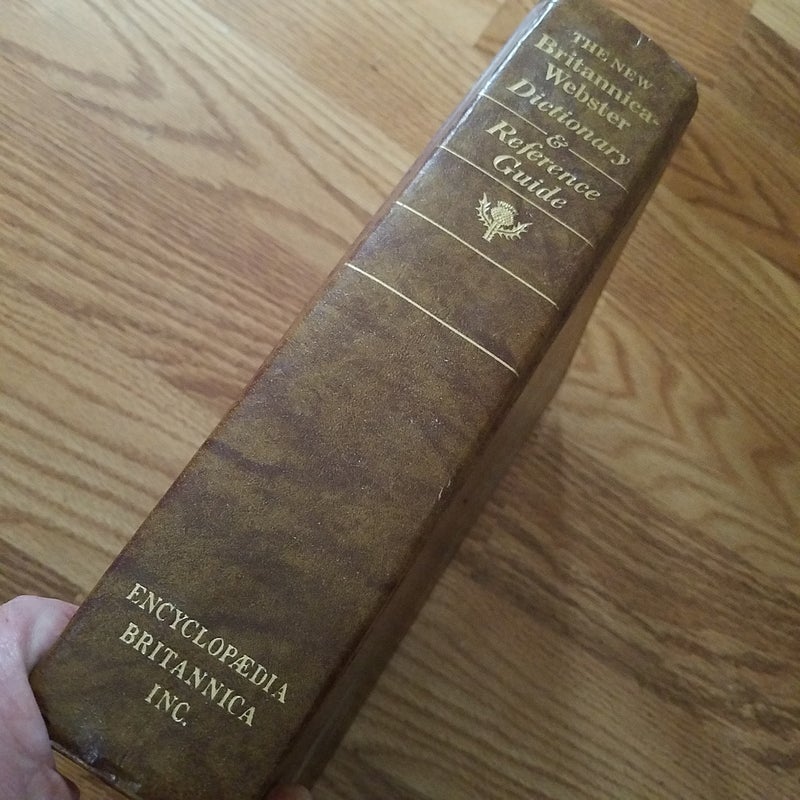 THE NEW
Britannica-
Webster
Dictionary
&
Reference
Guide
ENCYCLOPÆDIA
BRITANNICA
INC.